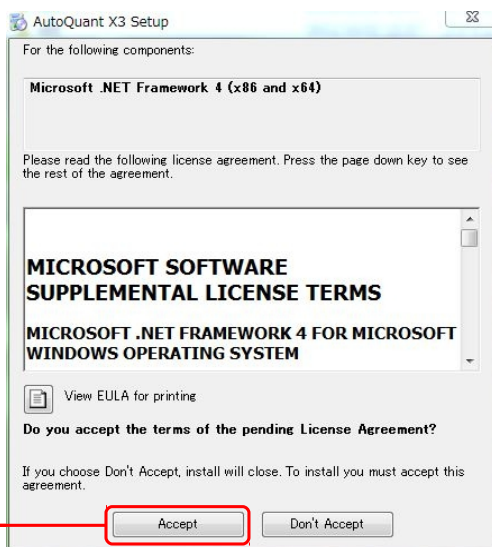 AutoQuant X3 Setup
For the following components:
Microsoft .NET Framework 4 (x86 and x64)
Please read the following license agreement. Press the page down key to see
the rest of the agreement.
MICROSOFT SOFTWARE
SUPPLEMENTAL LICENSE TERMS
MICROSOFT .NET FRAMEWORK 4 FOR MICROSOFT
WINDOWS OPERATING SYSTEM
View EULA for printing
Do you accept the terms of the pending License Agreement?
If you choose Don't Accept, install will close. To install you must accept this
agreement.
Accept Don't Accept